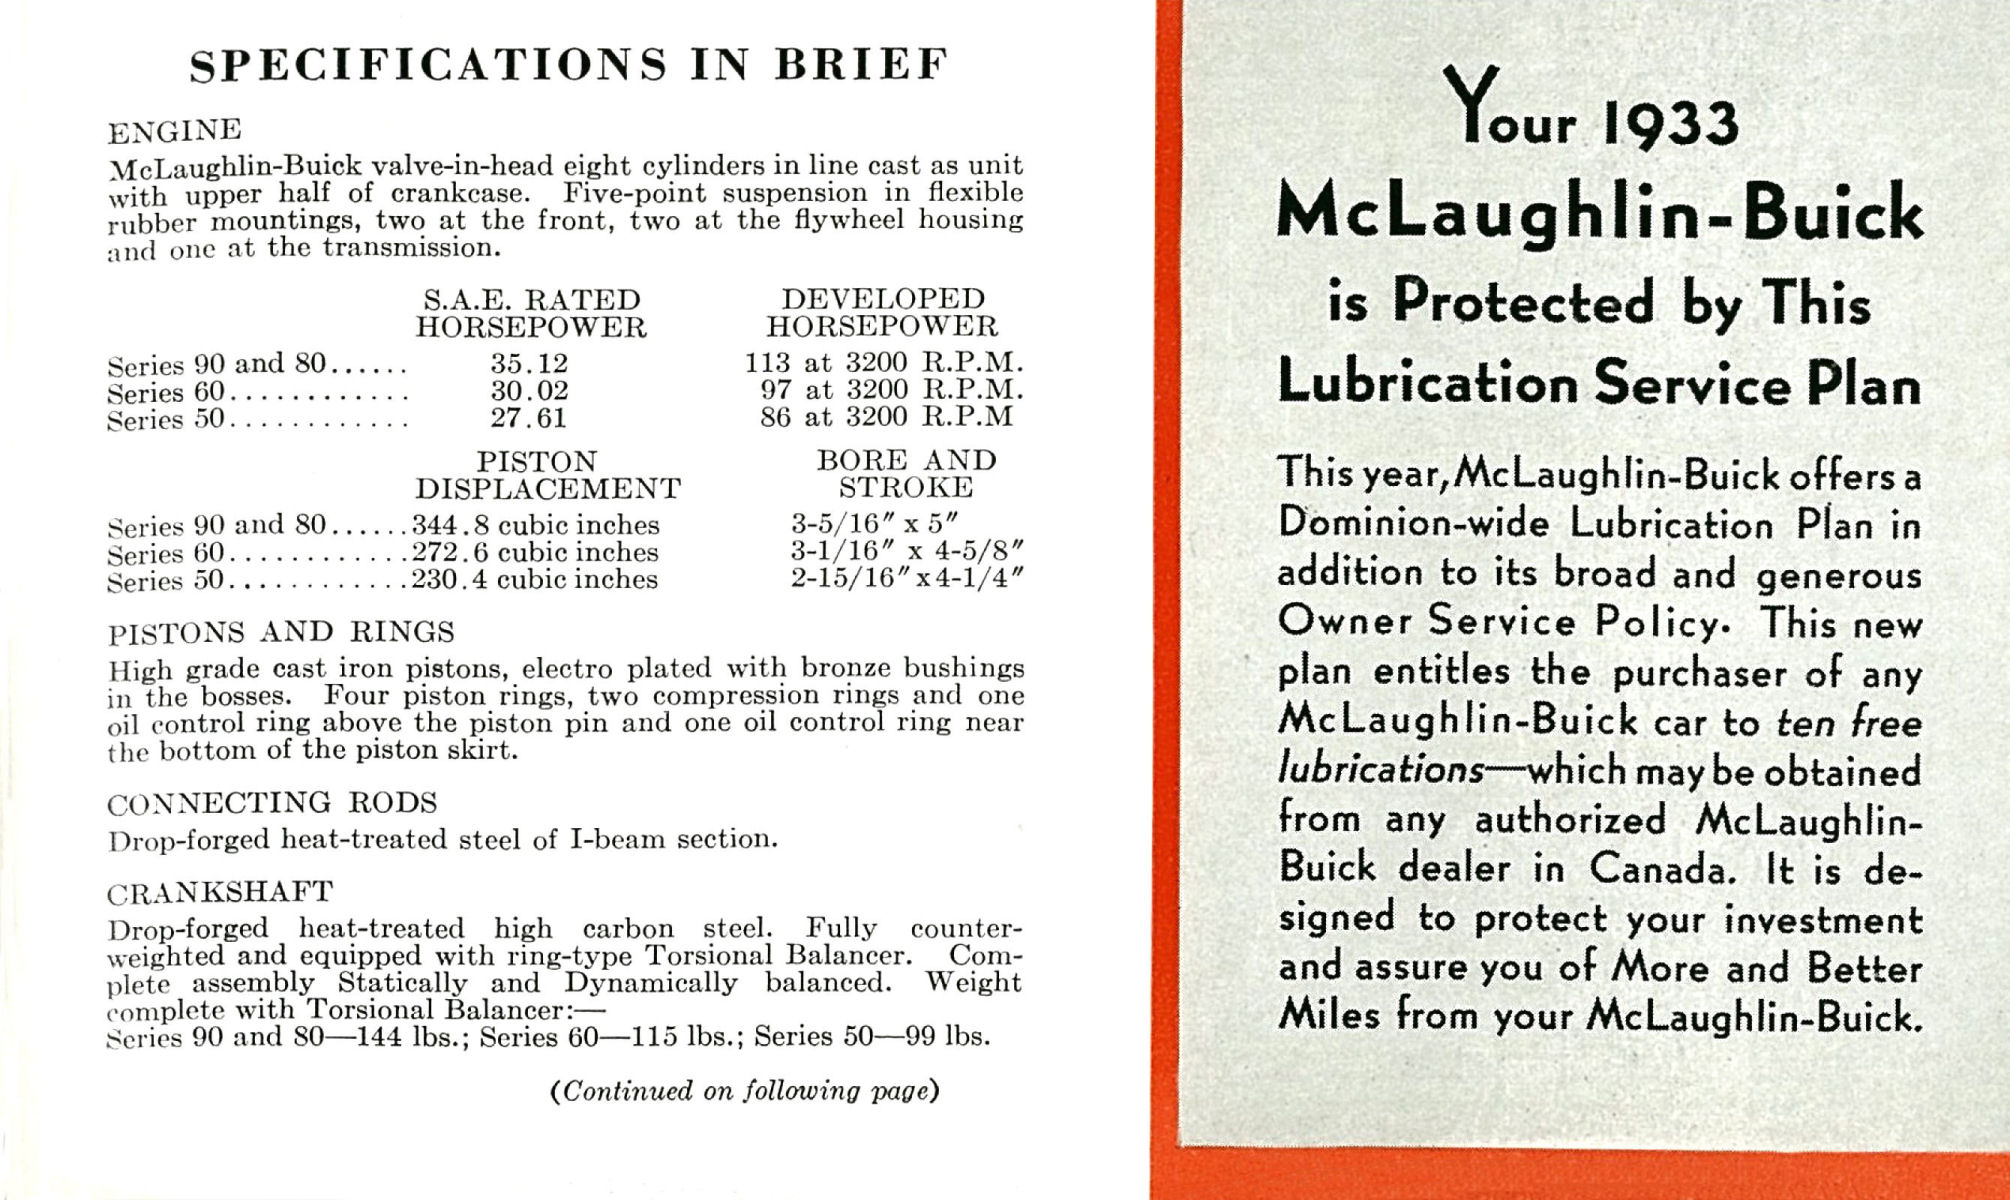 SPECIFICATIONS IN BRIEF
ENGINE
McLaughlin-Buick valve-in-head eight cylinders in line cast as unit
with upper half of crankcase. Five-point suspension in flexible
rubber mountings, two at the front, two at the flywheel housing
and one at the transmission.
S.A.E. RATED DEVELOPED
HORSEPOWER HORSEPOWER
Series 90 and 80...... 35.12 113 at 3200 R.P.M.
Series 60............ 30.02 97 at 3200 R.P.M.
Series 50............ 27.61 86 at 3200 R.P.M
PISTON BORE AND
DISPLACEMENT STROKE
Series 90 and 80......344.8 cubic inches 3-5/16″ x 5″
Series 60............272.6 cubic inches 3-1/16″ x 4-5/8″
Series 50............230.4 cubic inches 2-15/16″ x 4-1/4″
PISTONS AND RINGS
High grade cast iron pistons, electro plated with bronze bushings
in the bosses. Four piston rings, two compression rings and one
oil control ring above the piston pin and one oil control ring near
the bottom of the piston skirt.
CONNECTING RODS
Drop-forged heat-treated steel of I-beam section.
CRANKSHAFT
Drop-forged heat-treated high carbon steel. Fully counter-
weighted and equipped with ring-type Torsional Balancer. Com-
plete assembly Statically and Dynamically balanced. Weight
complete with Torsional Balancer:—
Series 90 and 80—144 lbs.; Series 60—115 lbs.; Series 50—99 lbs.
(Continued on following page)
Your 1933
McLaughlin-Buick
is Protected by This
Lubrication Service Plan
This year, McLaughlin-Buick offers a
Dominion-wide Lubrication Plan in
addition to its broad and generous
Owner Service Policy. This new
plan entitles the purchaser of any
McLaughlin-Buick car to ten free
lubrications—which may be obtained
from any authorized McLaughlin-
Buick dealer in Canada. It is de-
signed to protect your investment
and assure you of More and Better
Miles from your McLaughlin-Buick.